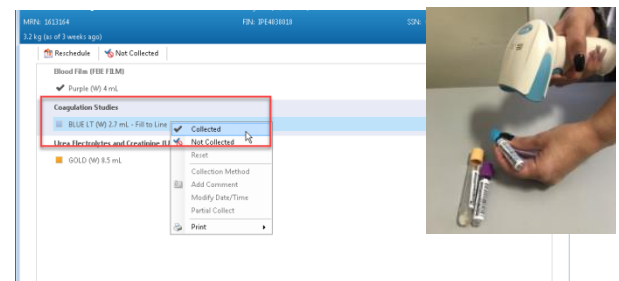 MRN: 1613164 FIN: IPE4030010 SSN:
3.2 kg (as of 3 weeks ago)
Reschedule Not Collected
Blood Film (FBE FILM)
Purple (W) 4 mL
Coagulation Studies
BLUE LT (W) 2.7 mL - Fill to Line
Collected
Urea Electrolytes and Creatinine (U
Not Collected
Reset
GOLD (W) 8.5 mL
Collection Method
Add Comment
Modify Date/Time
Partial Collect
Print